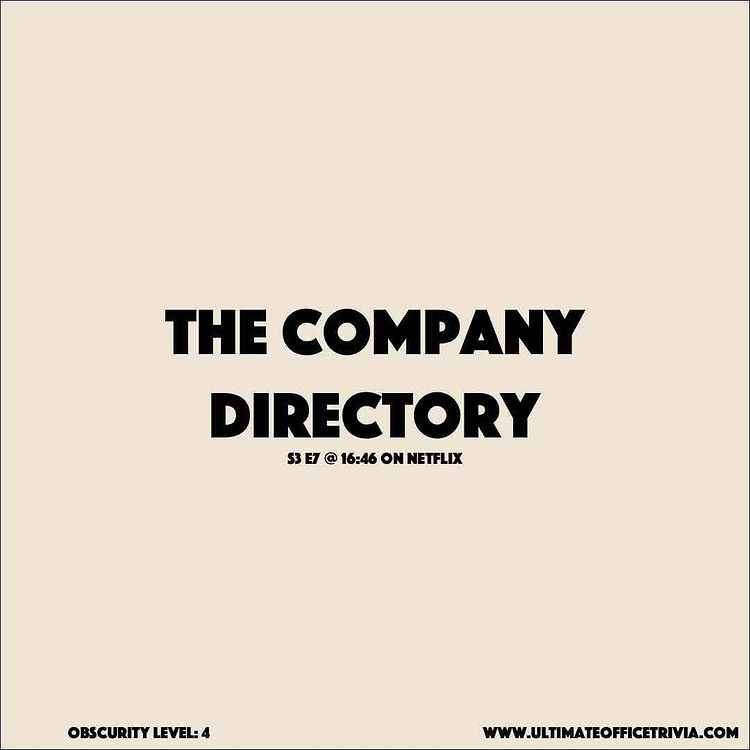 THE COMPANY
DIRECTORY
S3 E7 @ 16:46 ON NETFLIX
OBSCURITY LEVEL: 4
WWW.ULTIMATEOFFICETRIVIA.COM